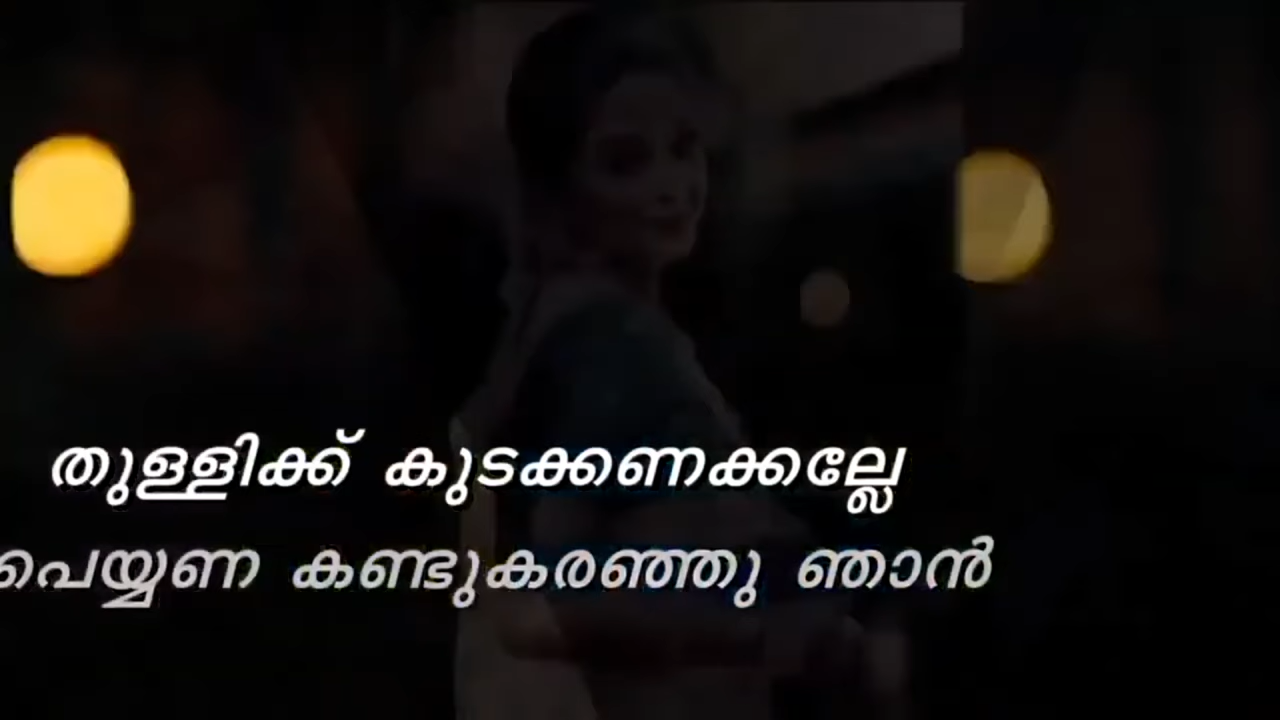 തുള്ളിക്ക് കുടക്കണക്കല്ലേ
പെയ്യണ കണ്ടുകരഞ്ഞു ഞാൻ